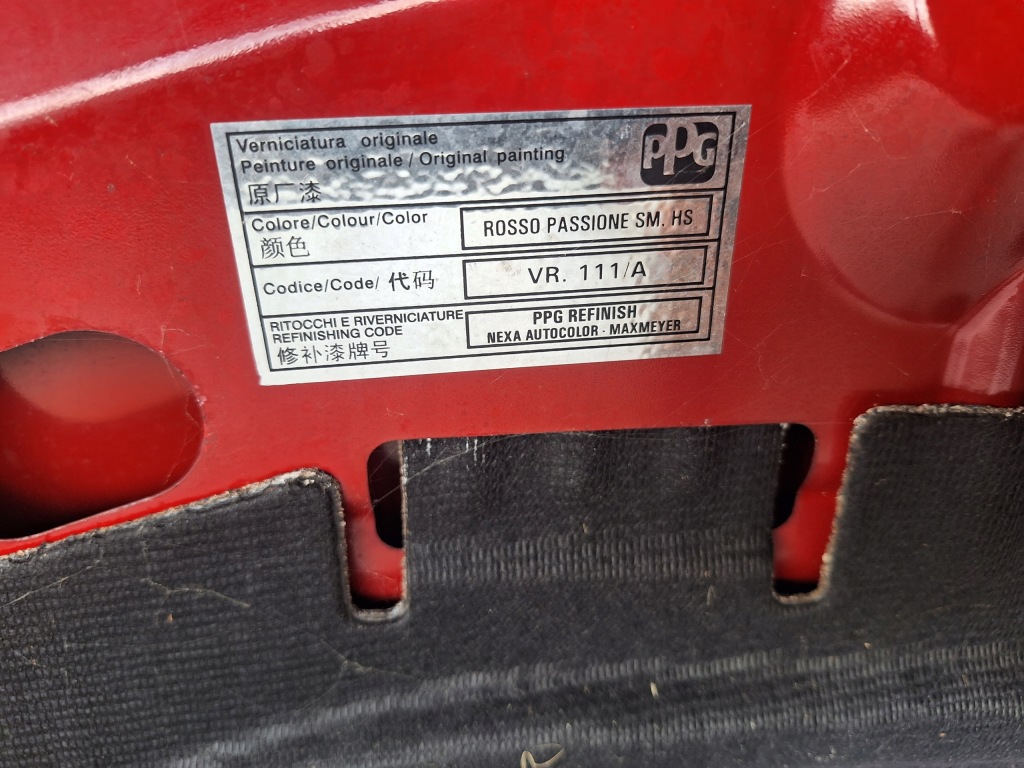 Verniciatura originale
Peinture originale / Original painting
原厂漆
PPG
Colore/Colour/Color
颜色
ROSSO PASSIONE SM. HS
Codice/Code/ 代码
VR. 111/A
RITOCCHI E RIVERNICIATURE
REFINISHING CODE
修补漆牌号
PPG REFINISH
NEXA AUTOCOLOR - MAXMEYER